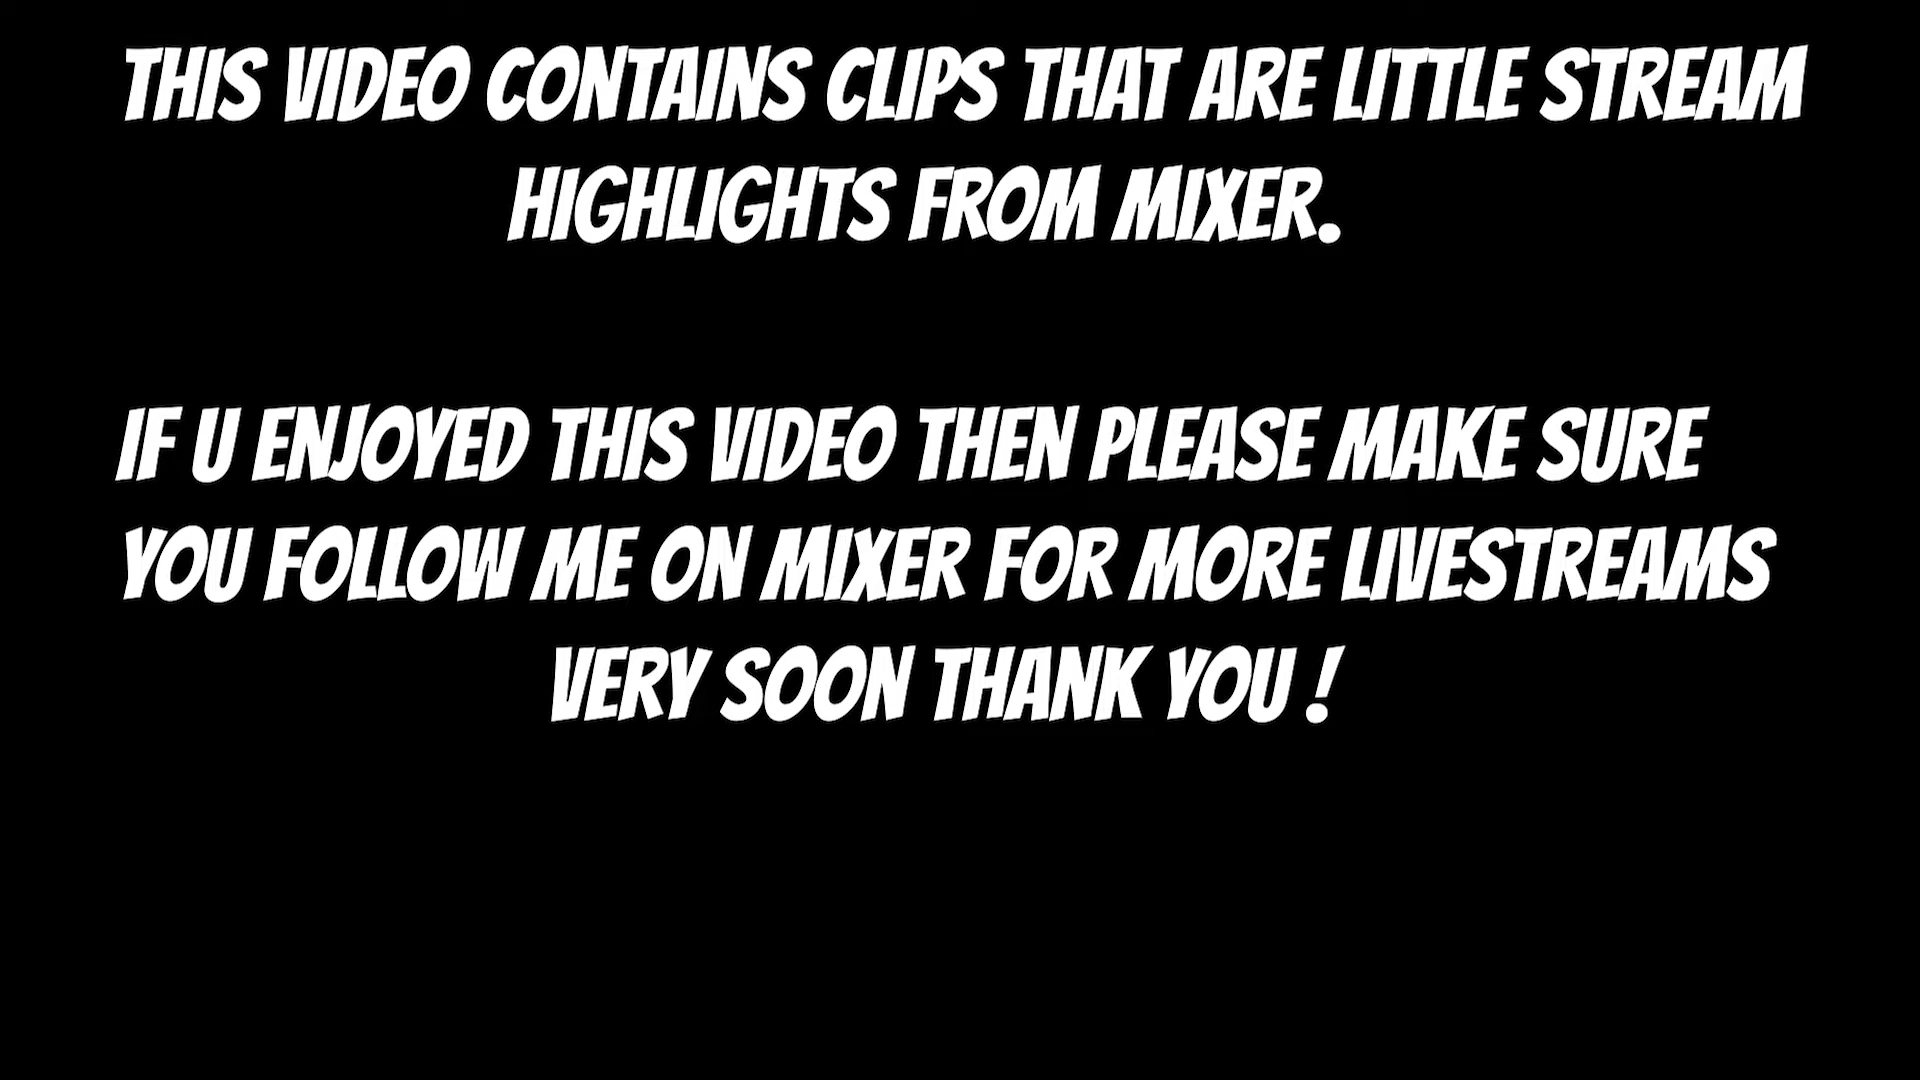 THIS VIDEO CONTAINS CLIPS THAT ARE LITTLE STREAM
HIGHLIGHTS FROM MIXER.
IF U ENJOYED THIS VIDEO THEN PLEASE MAKE SURE
YOU FOLLOW ME ON MIXER FOR MORE LIVESTREAMS
VERY SOON THANK YOU !